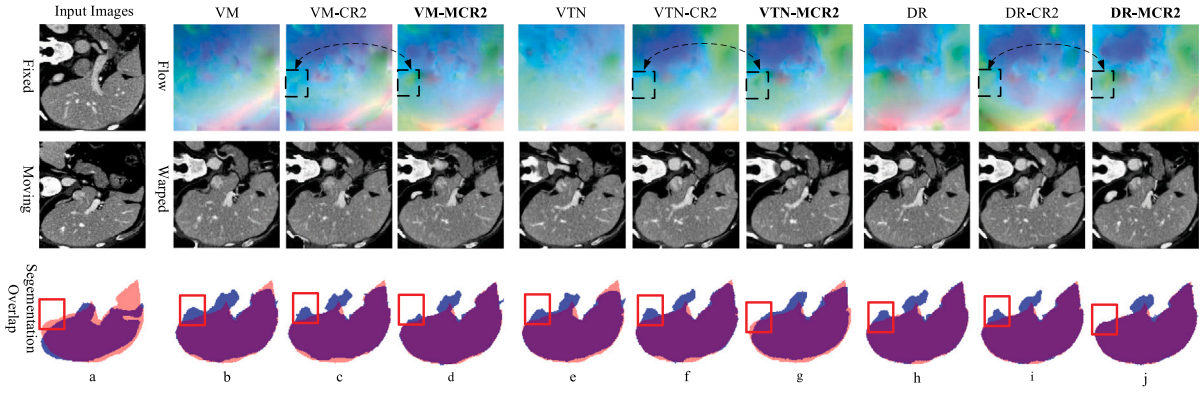 Input Images VM VM-CR2 VM-MCR2 VTN VTN-CR2 VTN-MCR2 DR DR-CR2 DR-MCR2
Fixed Flow
Moving Warped
Segementation
Overlap
a b c d e f g h i j